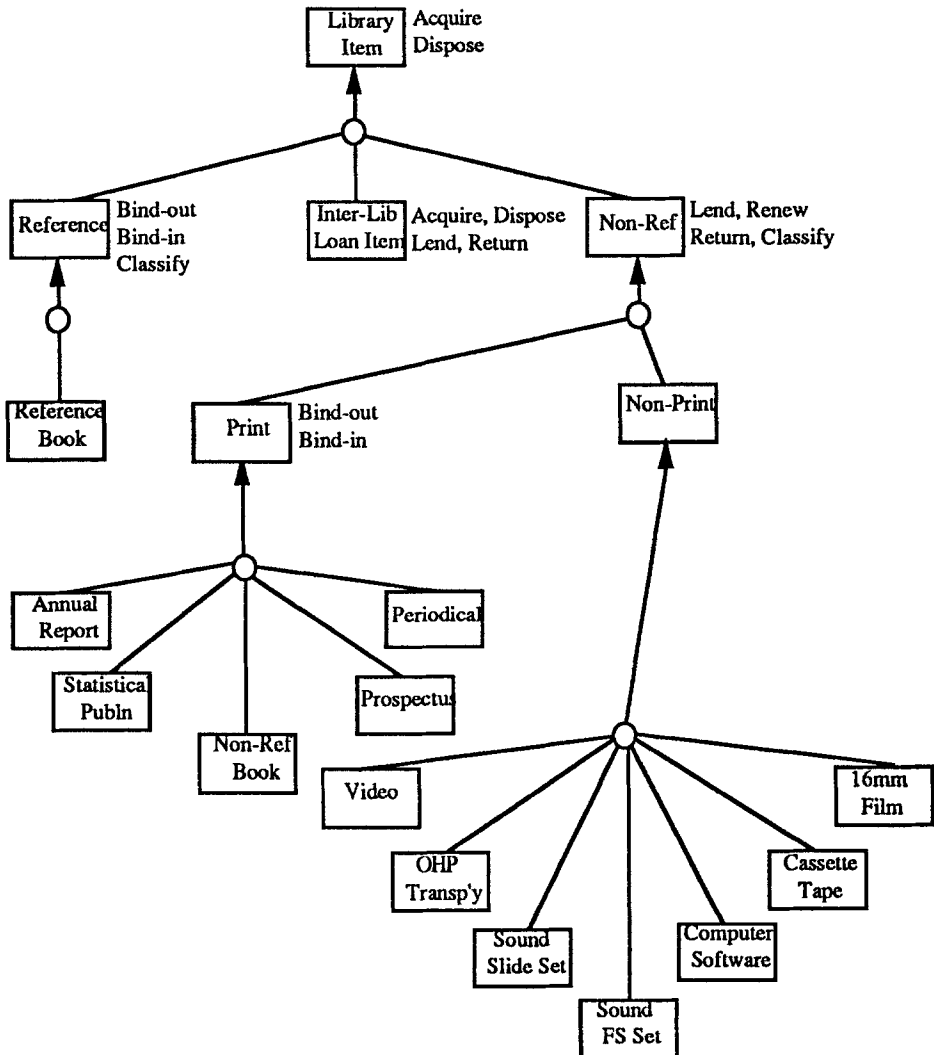 Library
Item
Acquire
Dispose
Reference
Bind-out
Bind-in
Classify
Inter-Lib
Loan Item
Acquire, Dispose
Lend, Return
Non-Ref
Lend, Renew
Return, Classify
Reference
Book
Print
Bind-out
Bind-in
Non-Print
Annual
Report
Periodical
Statistical
Publn
Prospectus
Non-Ref
Book
Video
16mm
Film
OHP
Transp'y
Cassette
Tape
Sound
Slide Set
Computer
Software
Sound
FS Set